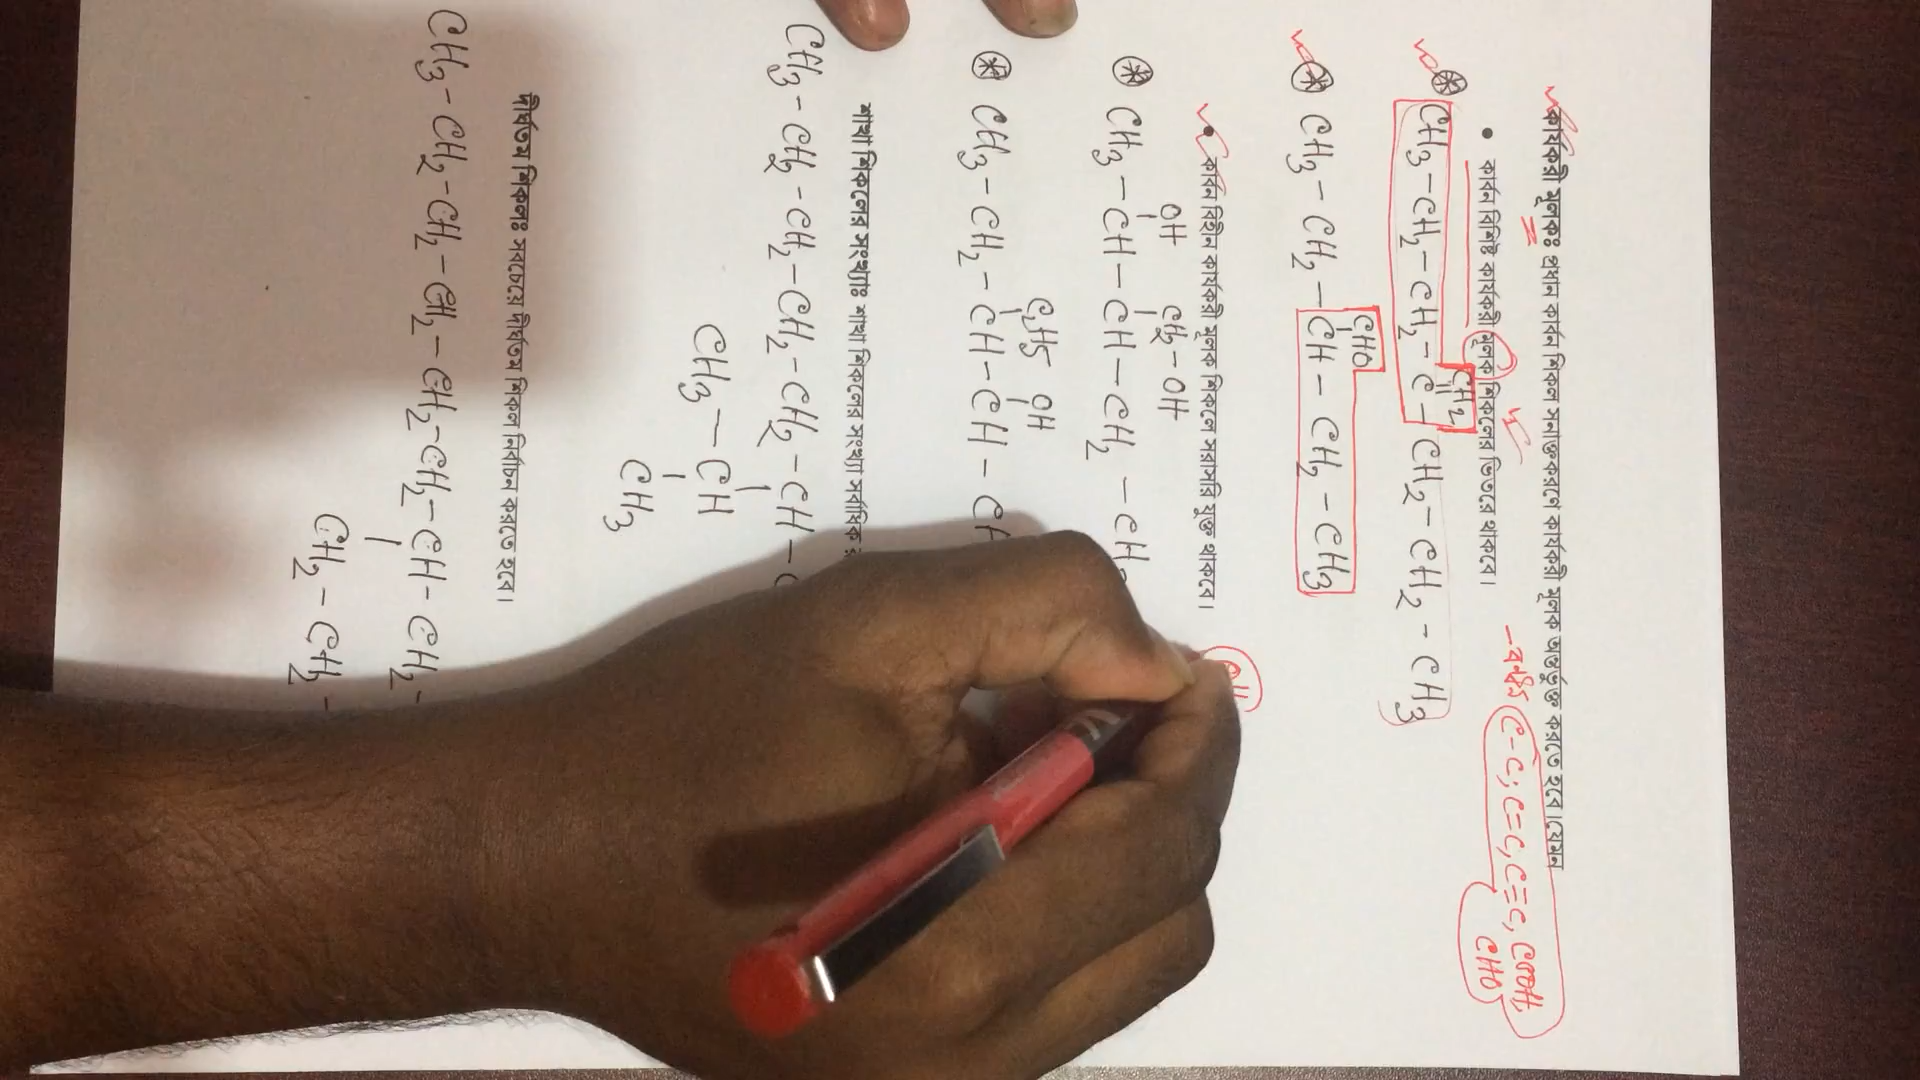 কার্যকরী মূলকঃ প্রধান কার্বন শিকল সনাক্তকরণে কার্যকরী মূলক অন্তর্ভুক্ত করতে হবে। যেমন
• কার্বন বিশিষ্ট কার্যকরী মূলক শিকলের ভিতরে থাকবে।
C-C, C=C, C≡C, COOH,
CHO
CH2
CH3-CH2-CH2-C-CH2-CH2-CH3
CHO
CH3-CH2-CH-CH2-CH3
• কার্বন বিহীন কার্যকরী মূলক শিকলে সরাসরি যুক্ত থাকবে।
OH CH2-OH
CH3-CH-CH-CH2-CH
C2H5 OH
CH3-CH2-CH-CH-
শাখা শিকলের সংখ্যাঃ শাখা শিকলের সংখ্যা সর্বাধিক
CH3-CH2-CH2-CH2-CH2-CH-
CH3-CH
CH3
দীর্ঘতম শিকলঃ সবচেয়ে দীর্ঘতম শিকল নির্বাচন করতে হবে।
CH3-CH2-CH2-CH2-CH2-CH2-CH-CH2-
CH2-CH2-